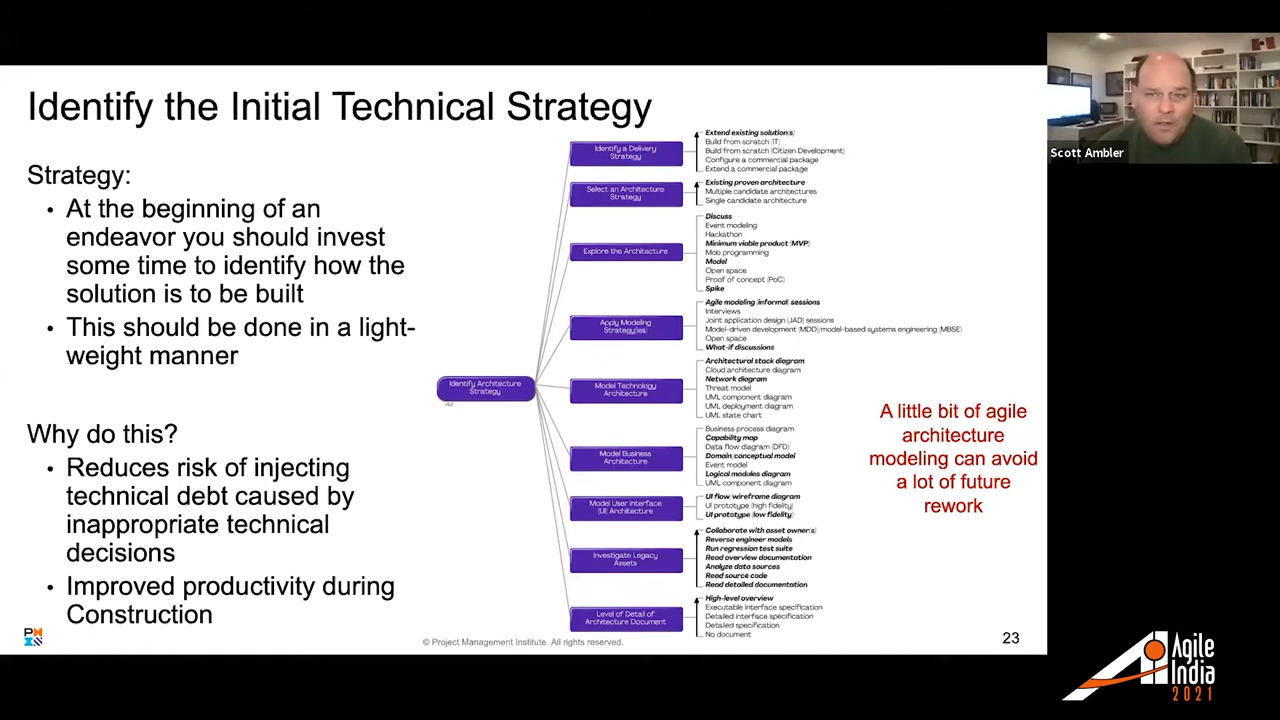 Identify the Initial Technical Strategy
Strategy:
• At the beginning of an
endeavor you should invest
some time to identify how the
solution is to be built
• This should be done in a light-
weight manner
Why do this?
• Reduces risk of injecting
technical debt caused by
inappropriate technical
decisions
• Improved productivity during
Construction
Identify Architecture
Strategy
v5.2
Identify a Delivery
Strategy
Extend existing solution(s)
Build from scratch (IT)
Build from scratch (Citizen Development)
Configure a commercial package
Extend a commercial package
Select an Architecture
Strategy
Existing proven architecture
Multiple candidate architectures
Single candidate architecture
Explore the Architecture
Discuss
Event modeling
Hackathon
Minimum viable product (MVP)
Mob programming
Model
Open space
Proof of concept (PoC)
Spike
Apply Modeling
Strategy(ies)
Agile modeling (informal) sessions
Interviews
Joint application design (JAD) sessions
Model-driven development (MDD)/model-based systems engineering (MBSE)
Open space
What-if discussions
Model Technology
Architecture
Architectural stack diagram
Cloud architecture diagram
Network diagram
Threat model
UML component diagram
UML deployment diagram
UML state chart
Model Business
Architecture
Business process diagram
Capability map
Data flow diagram (DFD)
Domain/conceptual model
Event model
Logical modules diagram
UML component diagram
Model User Interface
(UI) Architecture
UI flow/wireframe diagram
UI prototype (high fidelity)
UI prototype (low fidelity)
Investigate Legacy
Assets
Collaborate with asset owner(s)
Reverse engineer models
Run regression test suite
Read overview documentation
Analyze data sources
Read source code
Read detailed documentation
Level of Detail of
Architecture Document
High-level overview
Executable interface specification
Detailed interface specification
Detailed specification
No document
A little bit of agile
architecture
modeling can avoid
a lot of future
rework
© Project Management Institute. All rights reserved.
23
Scott Ambler
Agile
India
2021